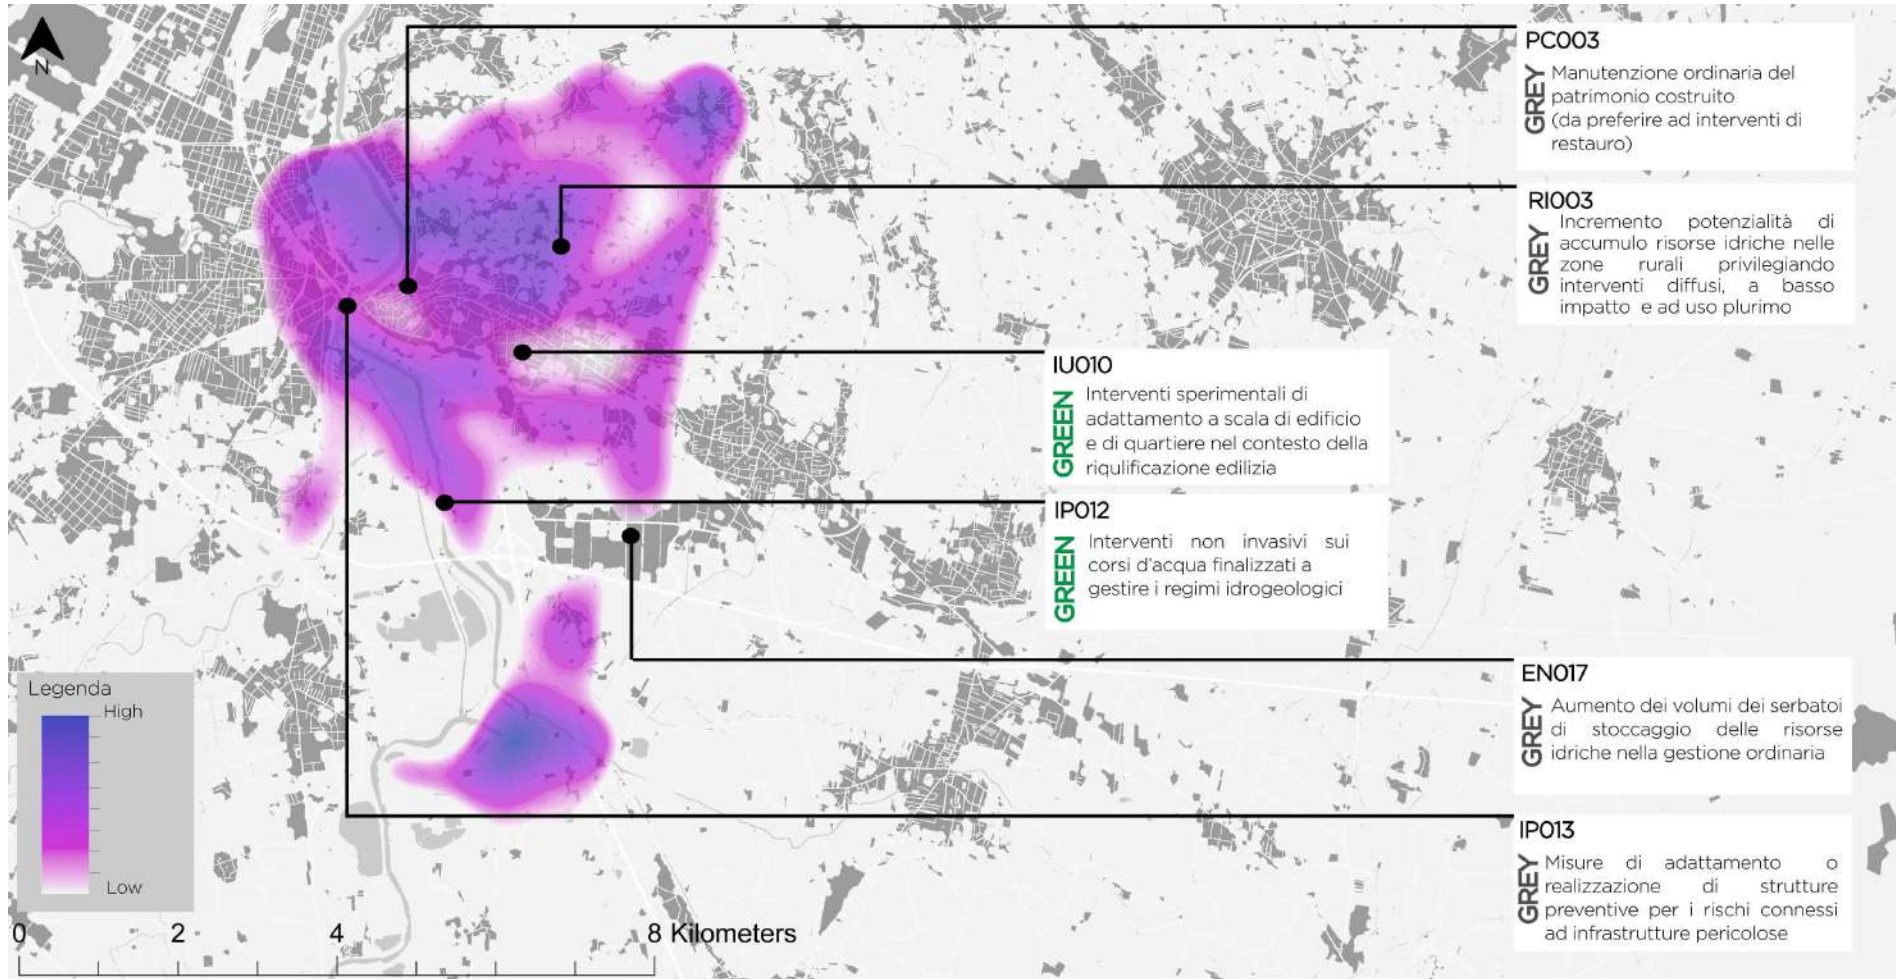 N
PC003
GREY
Manutenzione ordinaria del
patrimonio costruito
(da preferire ad interventi di
restauro)
RI003
GREY
Incremento potenzialità di
accumulo risorse idriche nelle
zone rurali privilegiando
interventi diffusi, a basso
impatto e ad uso plurimo
IU010
GREEN
Interventi sperimentali di
adattamento a scala di edificio
e di quartiere nel contesto della
riqulificazione edilizia
IP012
GREEN
Interventi non invasivi sui
corsi d'acqua finalizzati a
gestire i regimi idrogeologici
EN017
GREY
Aumento dei volumi dei serbatoi
di stoccaggio delle risorse
idriche nella gestione ordinaria
IP013
GREY
Misure di adattamento o
realizzazione di strutture
preventive per i rischi connessi
ad infrastrutture pericolose
Legenda
High
Low
0 2 4 8 Kilometers